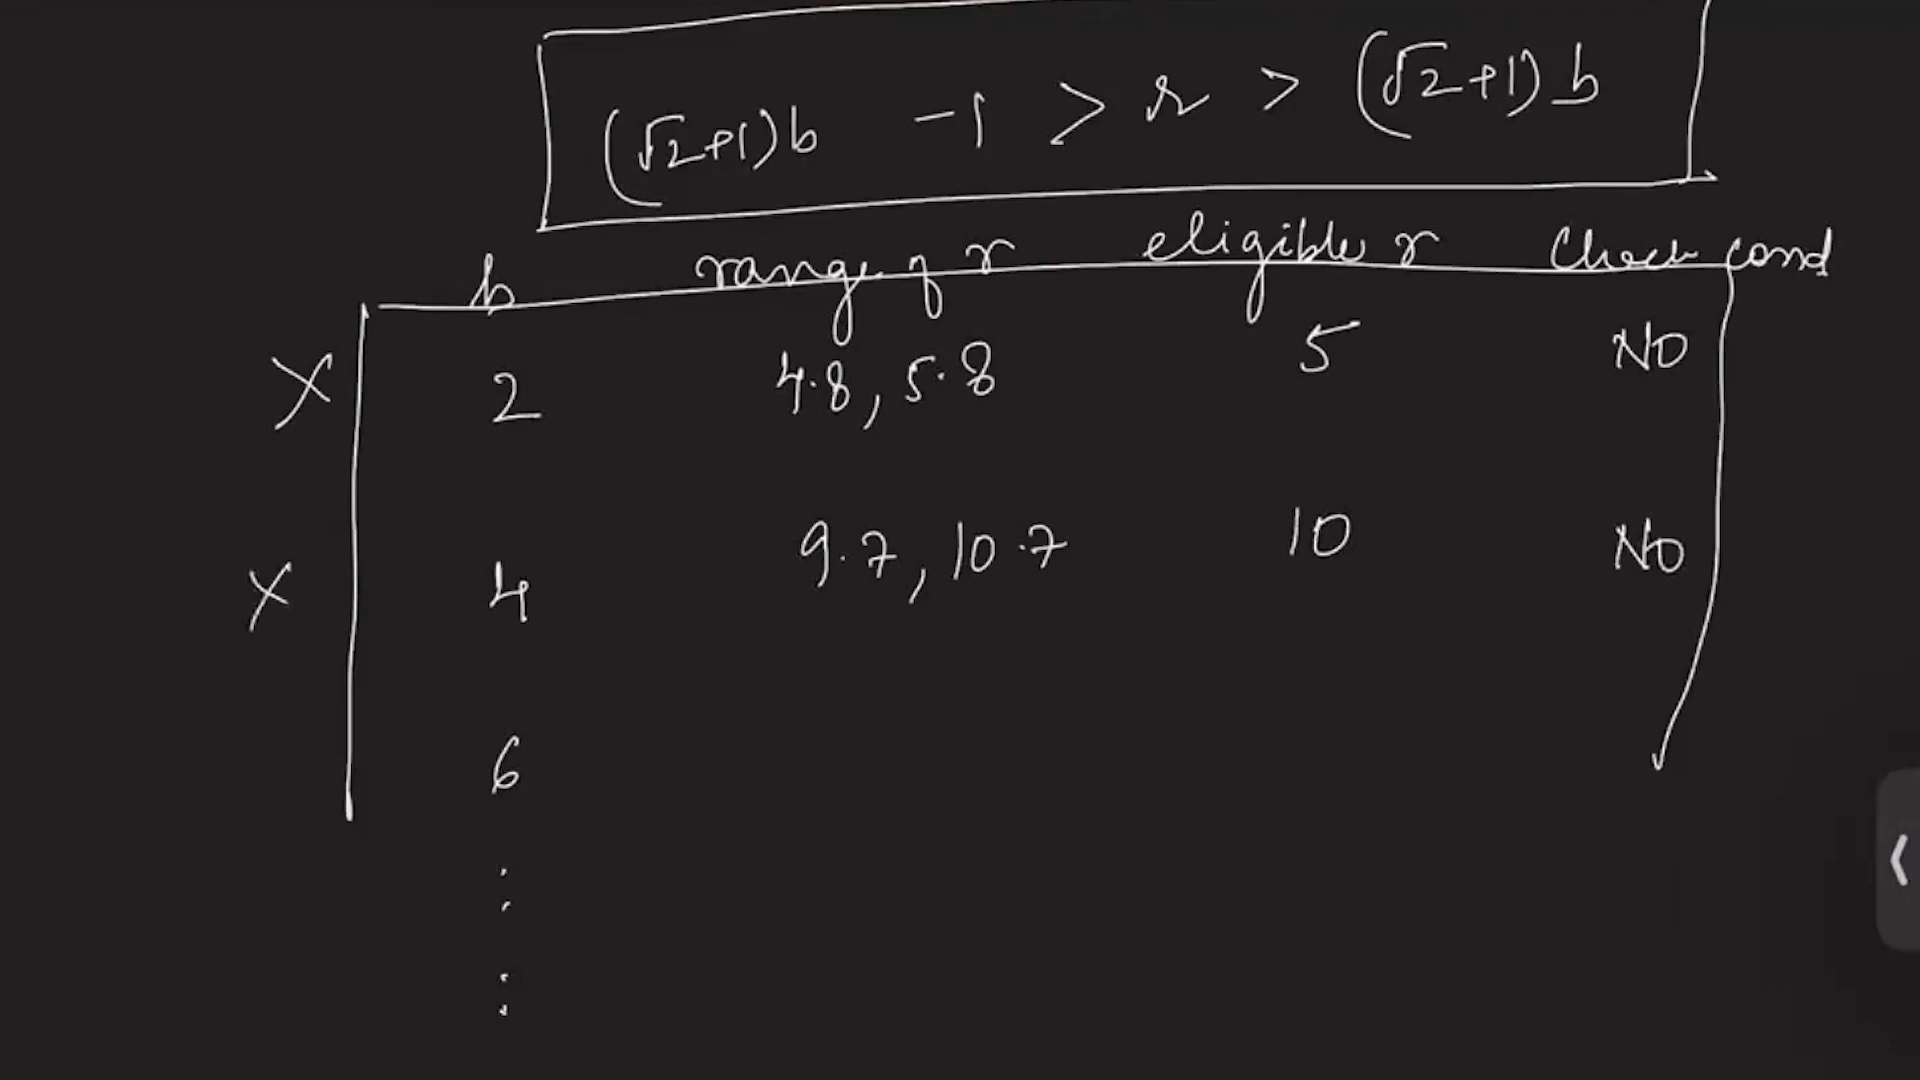 (√2+1)b -1 > r > (√2+1)b
b range of r eligible r Check cond
X 2 4.8, 5.8 5 NO
X 4 9.7, 10.7 10 NO
6